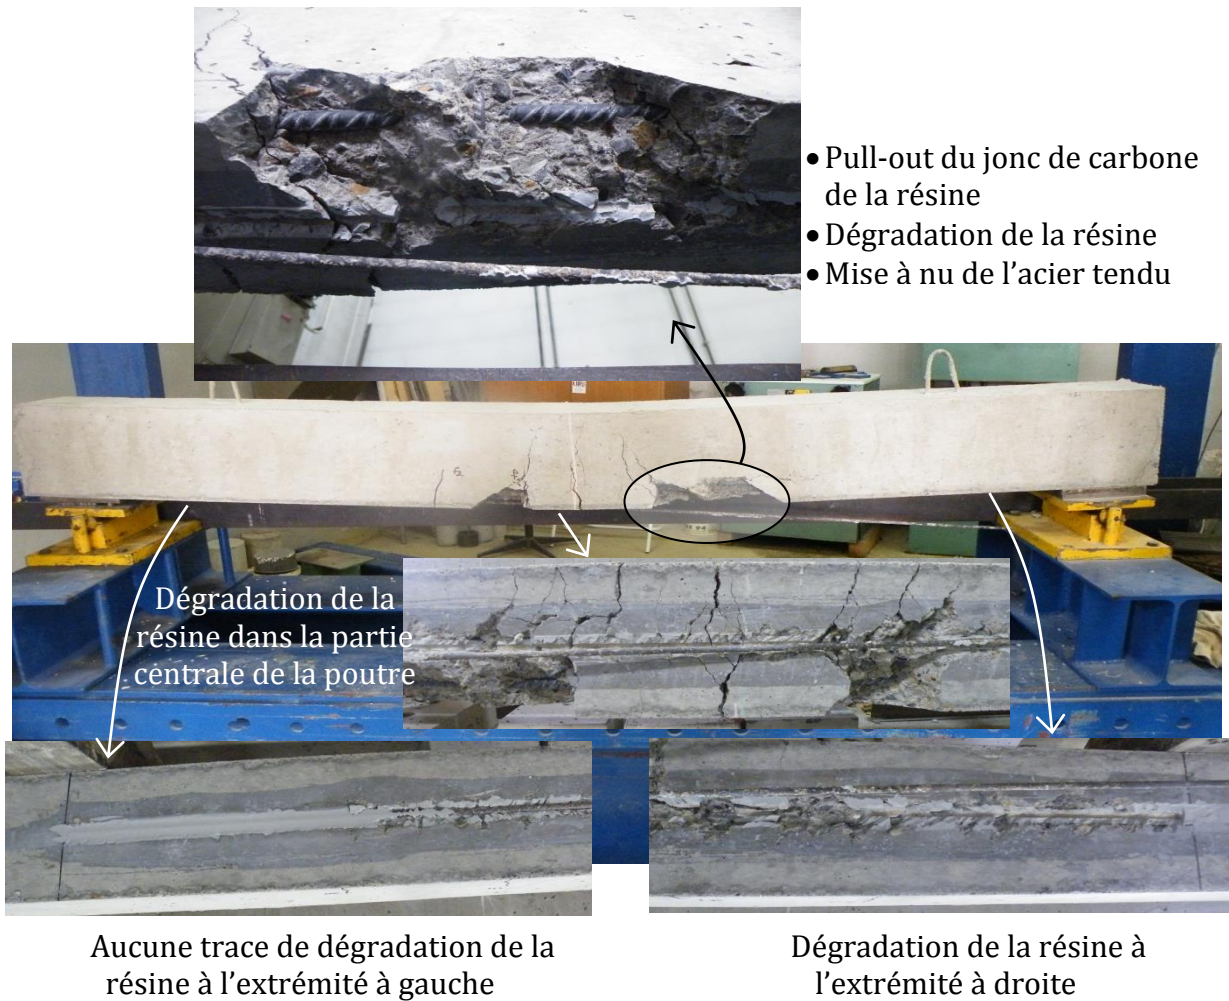 • Pull-out du jonc de carbone
de la résine
• Dégradation de la résine
• Mise à nu de l’acier tendu
Dégradation de la
résine dans la partie
centrale de la poutre
Aucune trace de dégradation de la
résine à l’extrémité à gauche
Dégradation de la résine à
l’extrémité à droite